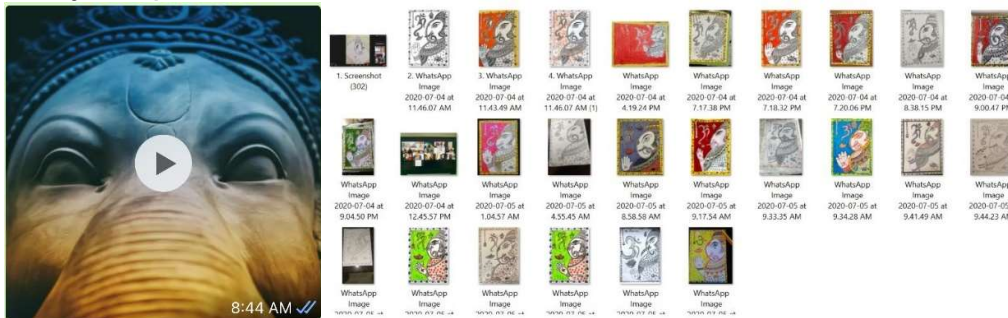 8:44 AM
1. Screenshot
(302)
2. WhatsApp
Image
2020-07-04 at
11.46.07 AM
3. WhatsApp
Image
2020-07-04 at
11.43.49 AM
4. WhatsApp
Image
2020-07-04 at
11.46.07 AM (1)
WhatsApp
Image
2020-07-04 at
4.19.24 PM
WhatsApp
Image
2020-07-04 at
7.17.38 PM
WhatsApp
Image
2020-07-04 at
7.18.32 PM
WhatsApp
Image
2020-07-04 at
7.20.06 PM
WhatsApp
Image
2020-07-04 at
8.38.15 PM
WhatsApp
Image
2020-07-04
9.00.47 PM
WhatsApp
Image
2020-07-04 at
9.04.50 PM
WhatsApp
Image
2020-07-04 at
12.45.57 PM
WhatsApp
Image
2020-07-05 at
1.04.57 AM
WhatsApp
Image
2020-07-05 at
4.55.45 AM
WhatsApp
Image
2020-07-05 at
8.58.58 AM
WhatsApp
Image
2020-07-05 at
9.17.54 AM
WhatsApp
Image
2020-07-05 at
9.33.35 AM
WhatsApp
Image
2020-07-05 at
9.34.28 AM
WhatsApp
Image
2020-07-05 at
9.41.49 AM
WhatsApp
Image
2020-07-05
9.44.23 AM
WhatsApp
Image
WhatsApp
Image
WhatsApp
Image
WhatsApp
Image
WhatsApp
Image
WhatsApp
Image